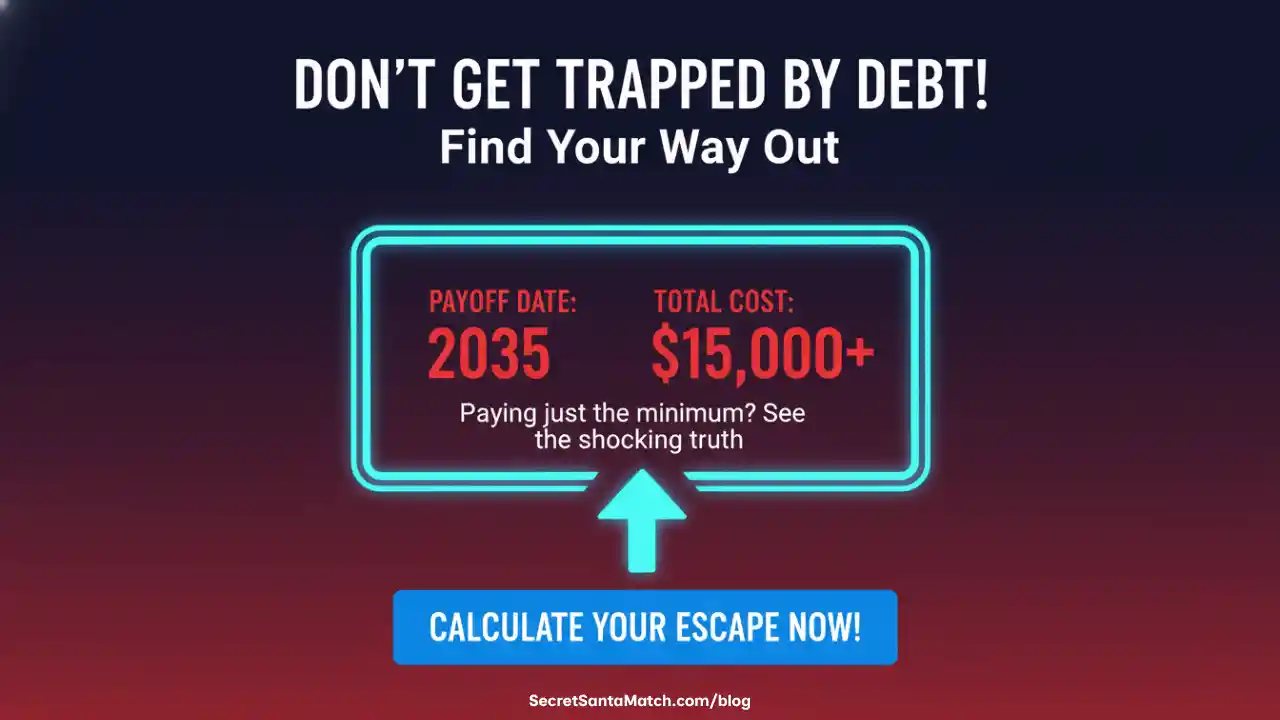 DON'T GET TRAPPED BY DEBT!
Find Your Way Out
PAYOFF DATE:
2035
TOTAL COST:
$15,000+
Paying just the minimum? See
the shocking truth
CALCULATE YOUR ESCAPE NOW!
SecretSantaMatch.com/blog